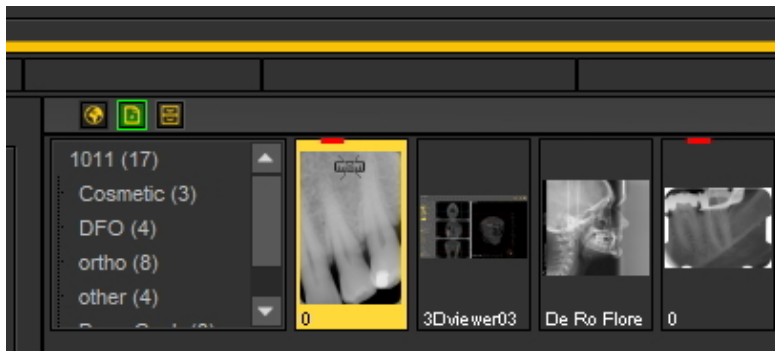 1011 (17)
Cosmetic (3)
DFO (4)
ortho (8)
other (4)
0
3Dviewer03
De Ro Flore
0